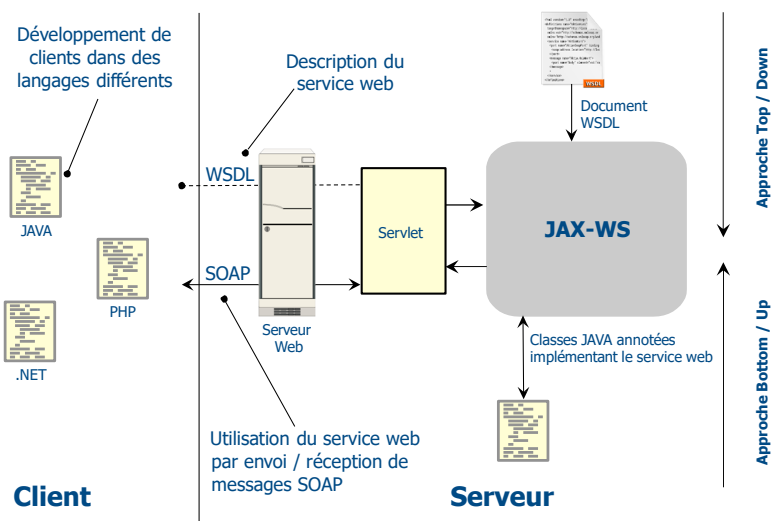 Développement de
clients dans des
langages différents
Description du
service web
WSDL
Document
WSDL
Approche Top / Down
WSDL
JAVA
Servlet
JAX-WS
SOAP
PHP
Serveur
Web
.NET
Classes JAVA annotées
implémentant le service web
Approche Bottom / Up
Utilisation du service web
par envoi / réception de
messages SOAP
Client
Serveur